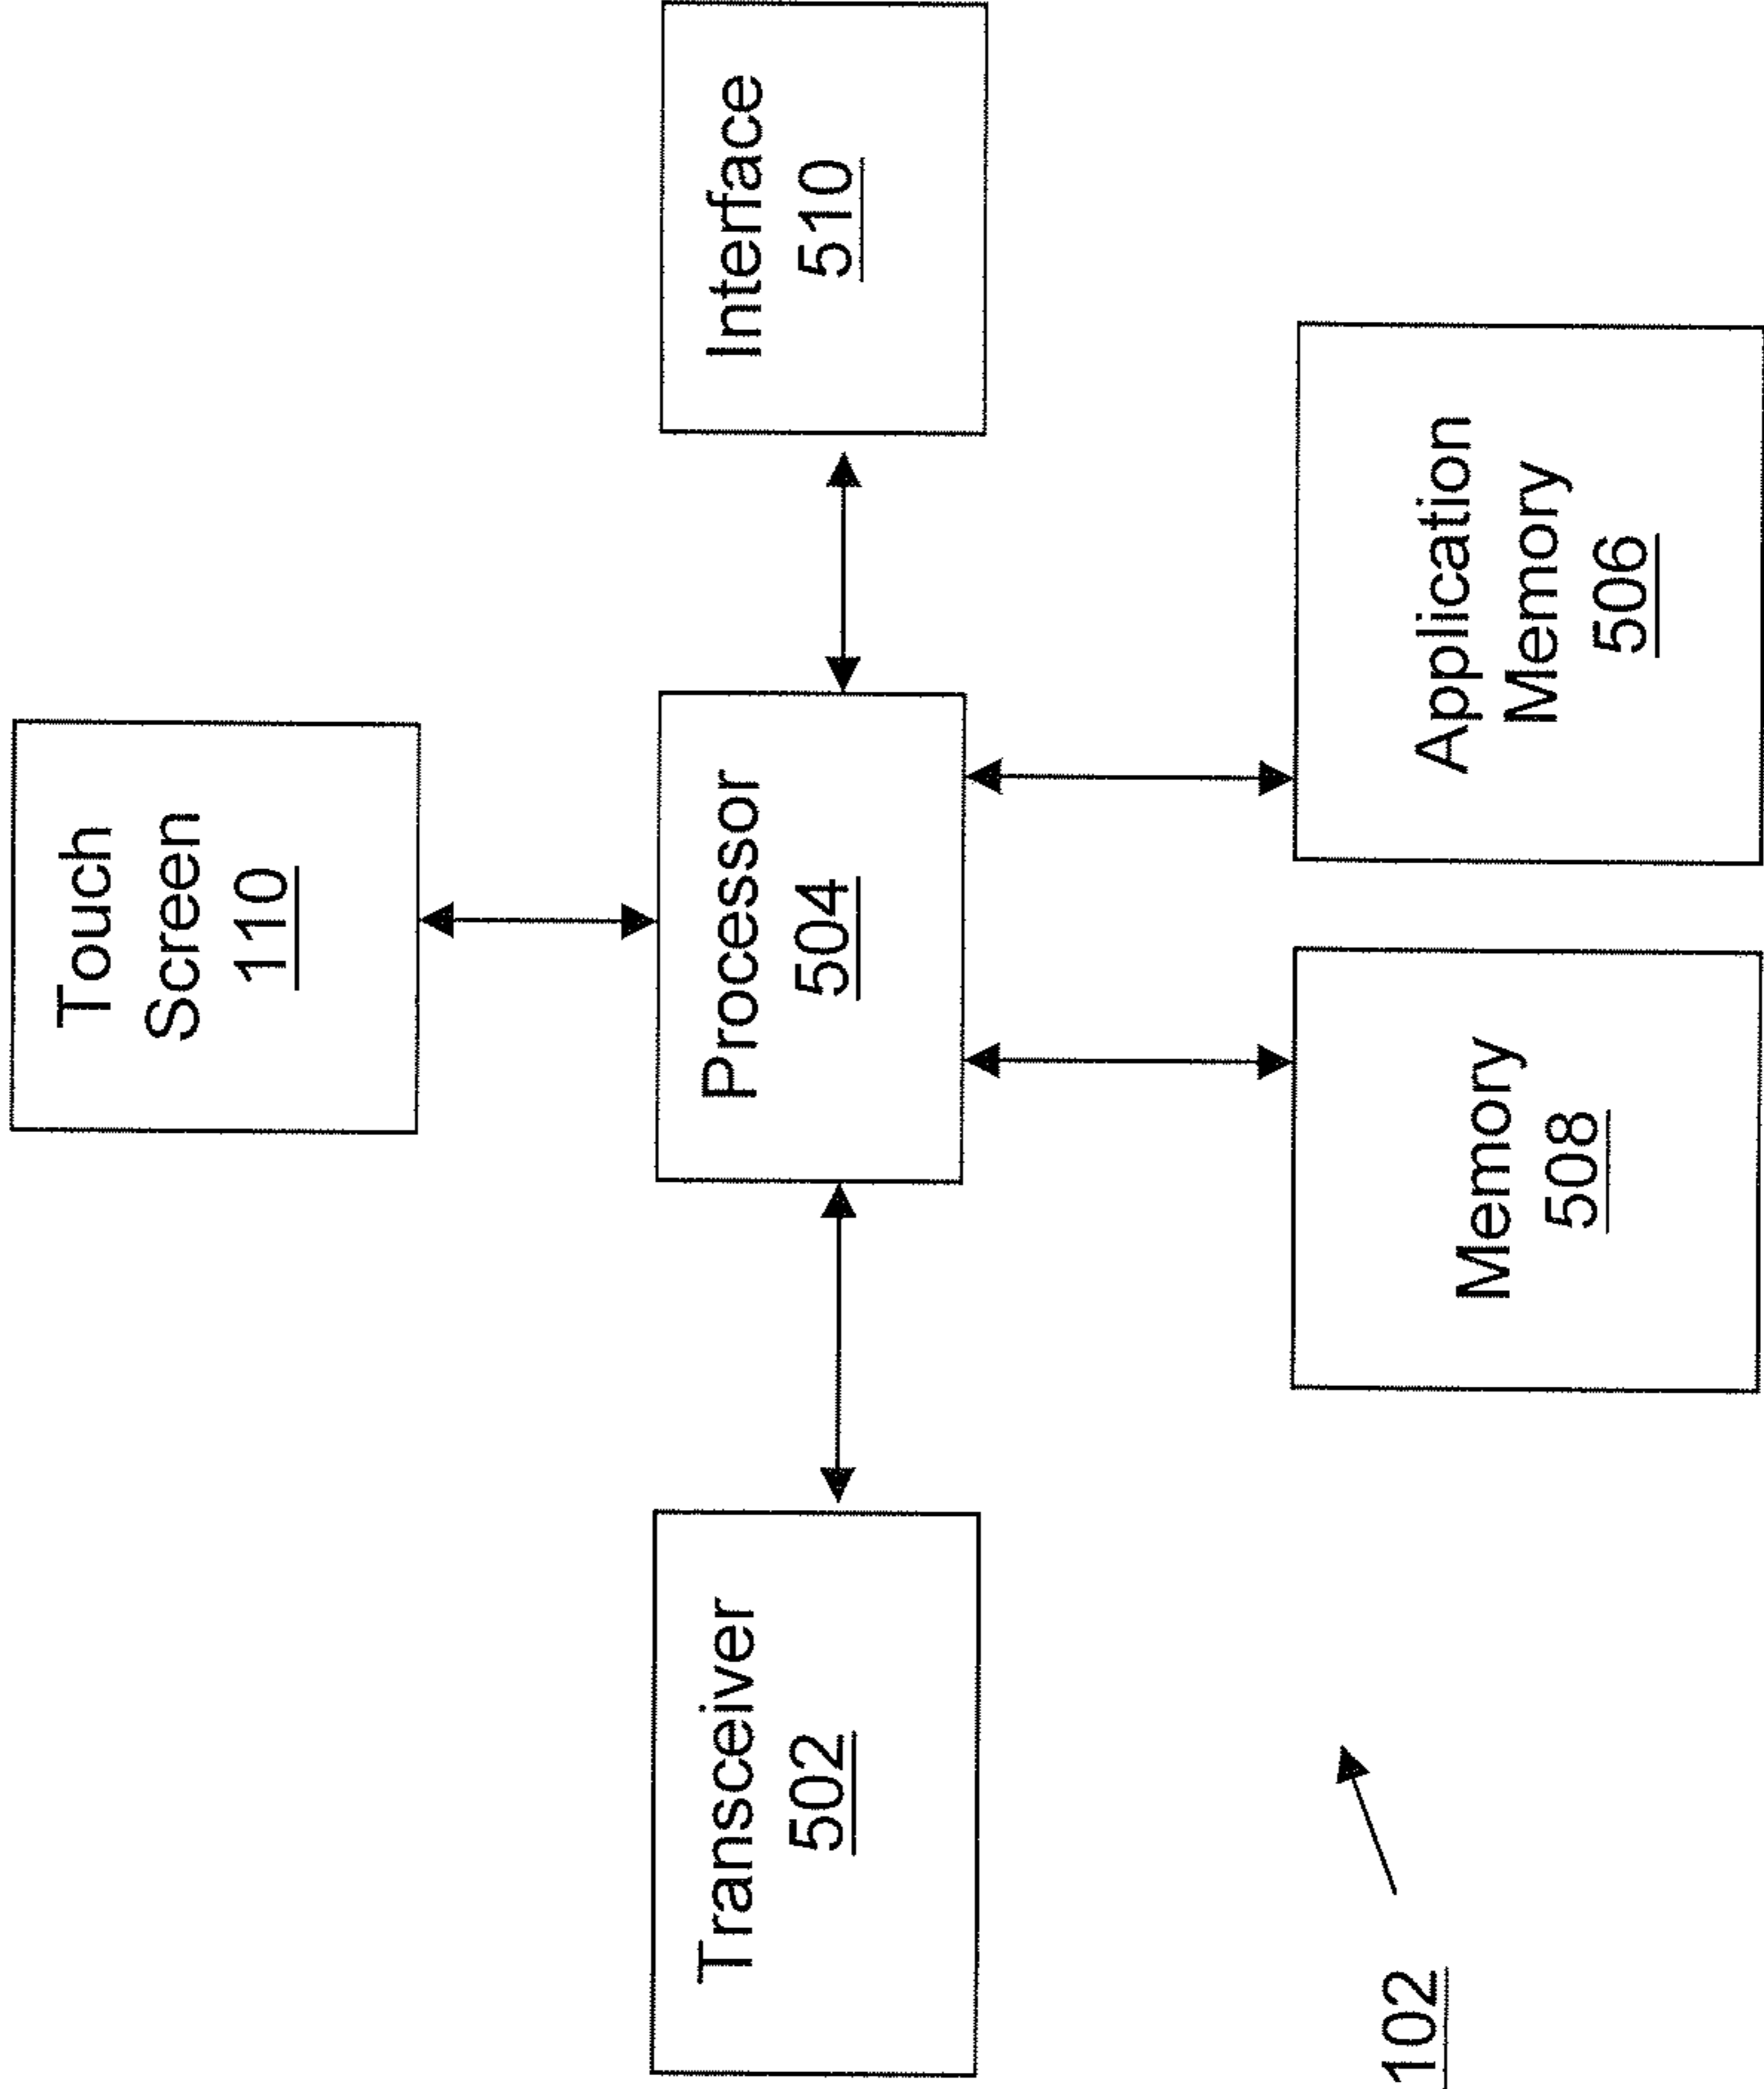 Touch
Screen
110
Transceiver
502
Processor
504
Interface
510
Memory
508
Application
Memory
506
102